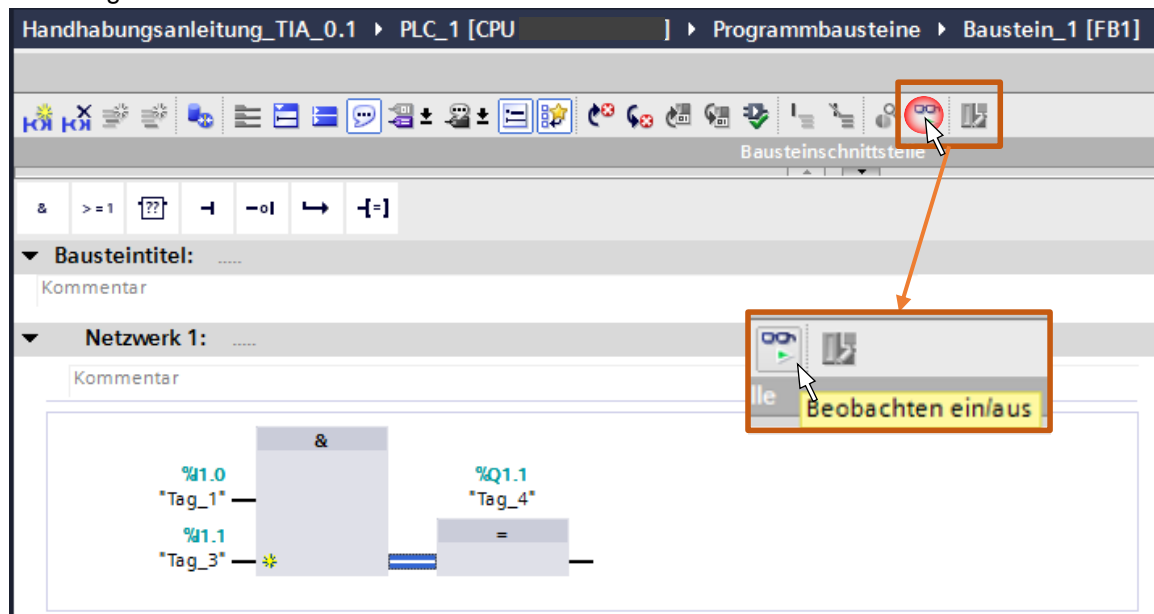 Handhabungsanleitung_TIA_0.1 ▸ PLC_1 [CPU ] ▸ Programmbausteine ▸ Baustein_1 [FB1]
Bausteinschnittstelle
& >=1 ?? ⊣ –o| ↦ –[=]
Bausteintitel: .....
Kommentar
Netzwerk 1: .....
Kommentar
lle
Beobachten ein/aus
&
%I1.0
"Tag_1"
%I1.1
"Tag_3"
%Q1.1
"Tag_4"
=